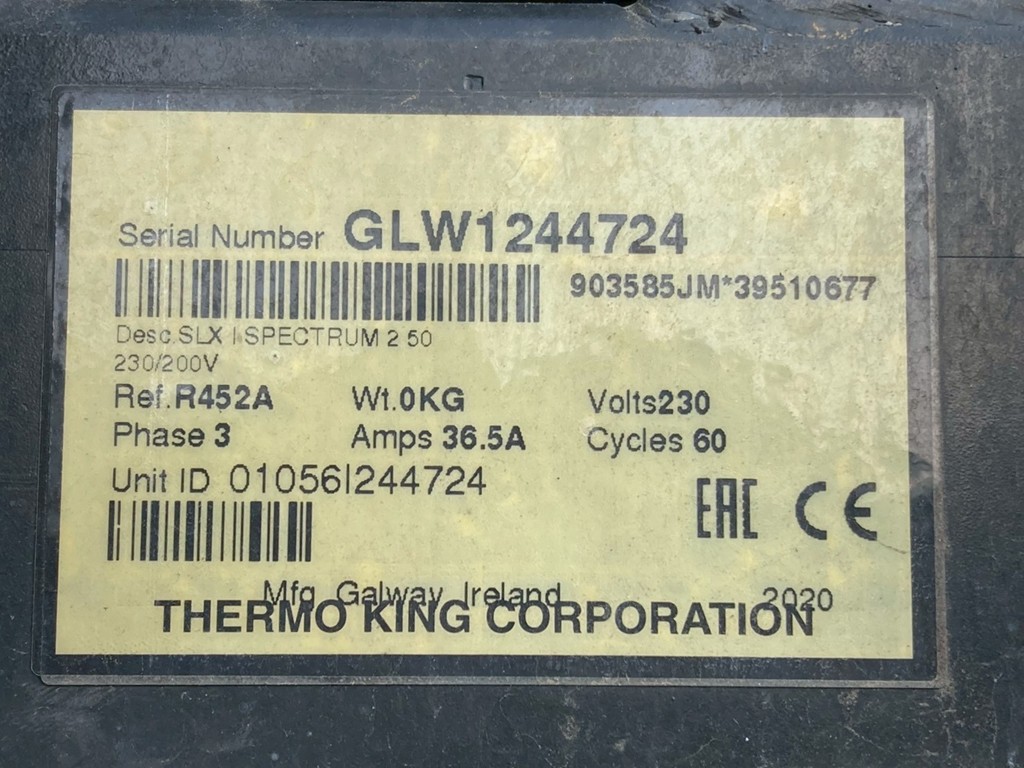 Serial Number GLW1244724
903585JM*39510677
Desc.SLX I SPECTRUM 2 50
230/200V
Ref.R452A Wt.0KG Volts230
Phase 3 Amps 36.5A Cycles 60
Unit ID 01056I244724
EAC CE
Mfg Galway Ireland 2020
THERMO KING CORPORATION